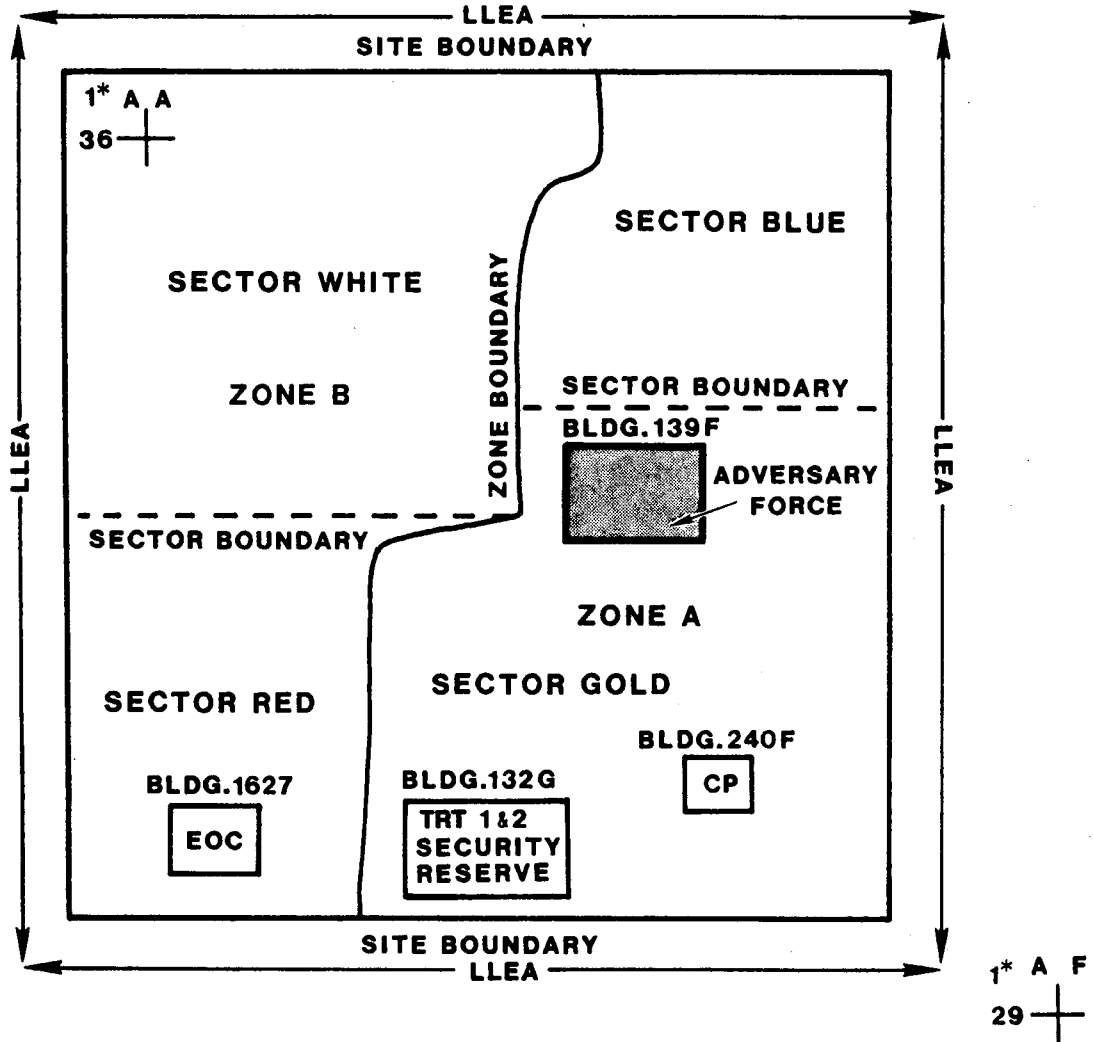 LLEA
SITE BOUNDARY
1* A A
36
SECTOR BLUE
SECTOR WHITE
ZONE BOUNDARY
ZONE B
SECTOR BOUNDARY
BLDG.139F
LLEA
LLEA
ADVERSARY
FORCE
SECTOR BOUNDARY
ZONE A
SECTOR GOLD
SECTOR RED
BLDG.240F
CP
BLDG.1627
EOC
BLDG.132G
TRT 1&2
SECURITY
RESERVE
SITE BOUNDARY
LLEA
1* A F
29